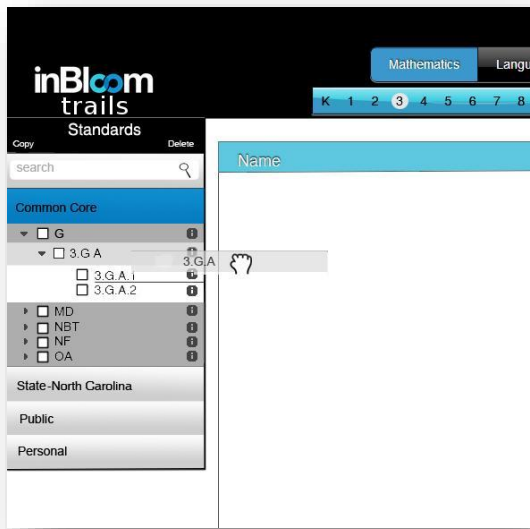 Mathematics
Langu
inBloom
trails
K 1 2 3 4 5 6 7 8
Standards
Copy
Delete
search
Name
Common Core
G
3.G A
3.G.A
3.G.A.1
3.G.A.2
MD
NBT
NF
OA
State-North Carolina
Public
Personal